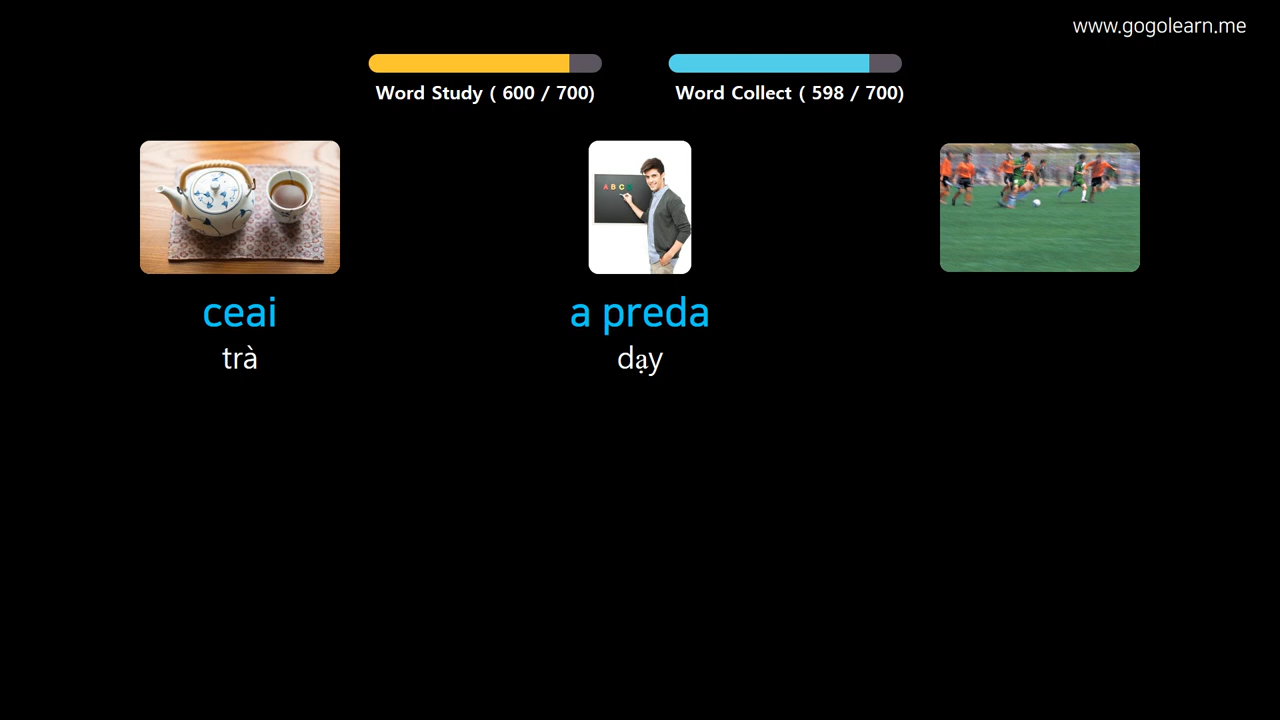 www.gogolearn.me
Word Study ( 600 / 700)
Word Collect ( 598 / 700)
A B C
ceai
a preda
trà
dạy